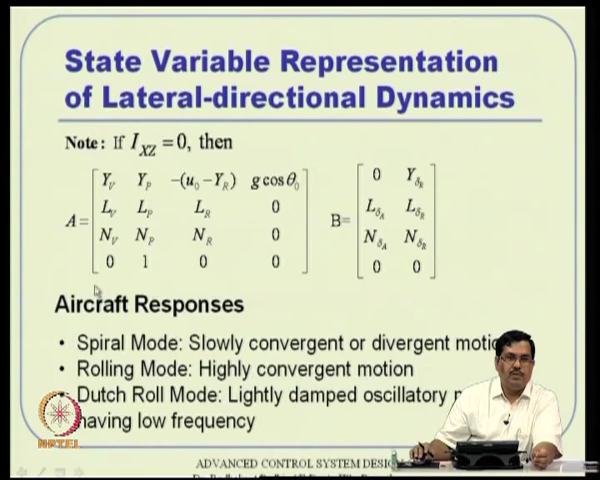 State Variable Representation
of Lateral-directional Dynamics
Note: If I_XZ = 0, then
A= [ Y_V Y_P -(u_0 - Y_R) g cos θ_0
L_V L_P L_R 0
N_V N_P N_R 0
0 1 0 0 ]
B= [ 0 Y_δR
L_δA L_δR
N_δA N_δR
0 0 ]
Aircraft Responses
• Spiral Mode: Slowly convergent or divergent motio
• Rolling Mode: Highly convergent motion
Dutch Roll Mode: Lightly damped oscillatory
having low frequency
NPTEL
ADVANCED CONTROL SYSTEM DESI